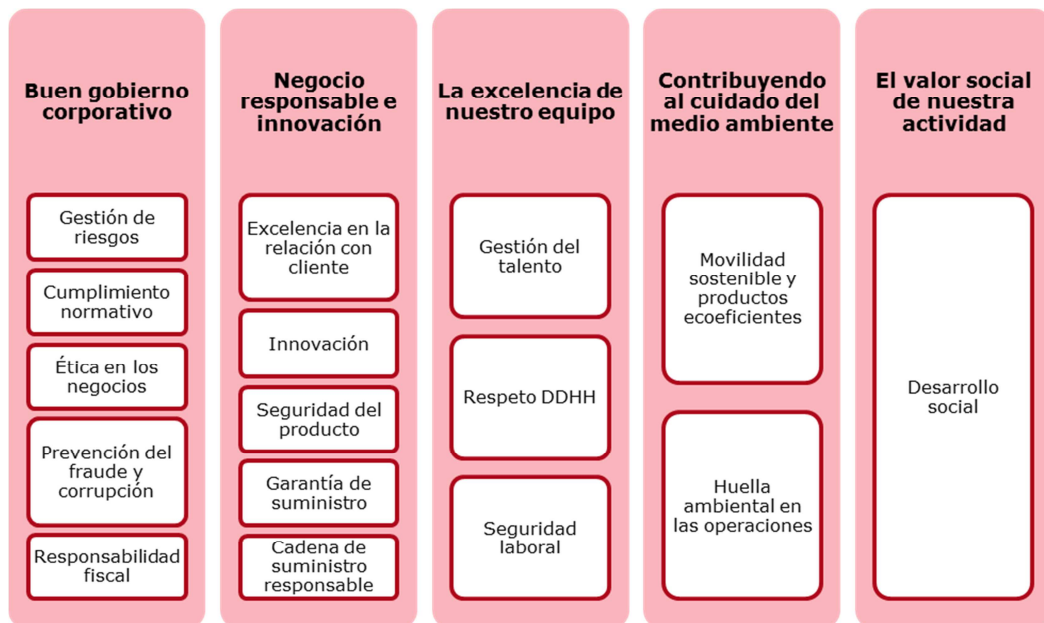 Buen gobierno
corporativo
Gestión de
riesgos
Cumplimiento
normativo
Ética en los
negocios
Prevención del
fraude y
corrupción
Responsabilidad
fiscal
Negocio
responsable e
innovación
Excelencia en la
relación con
cliente
Innovación
Seguridad del
producto
Garantía de
suministro
Cadena de
suministro
responsable
La excelencia de
nuestro equipo
Gestión del
talento
Respeto DDHH
Seguridad
laboral
Contribuyendo
al cuidado del
medio ambiente
Movilidad
sostenible y
productos
ecoeficientes
Huella
ambiental en
las operaciones
El valor social
de nuestra
actividad
Desarrollo
social